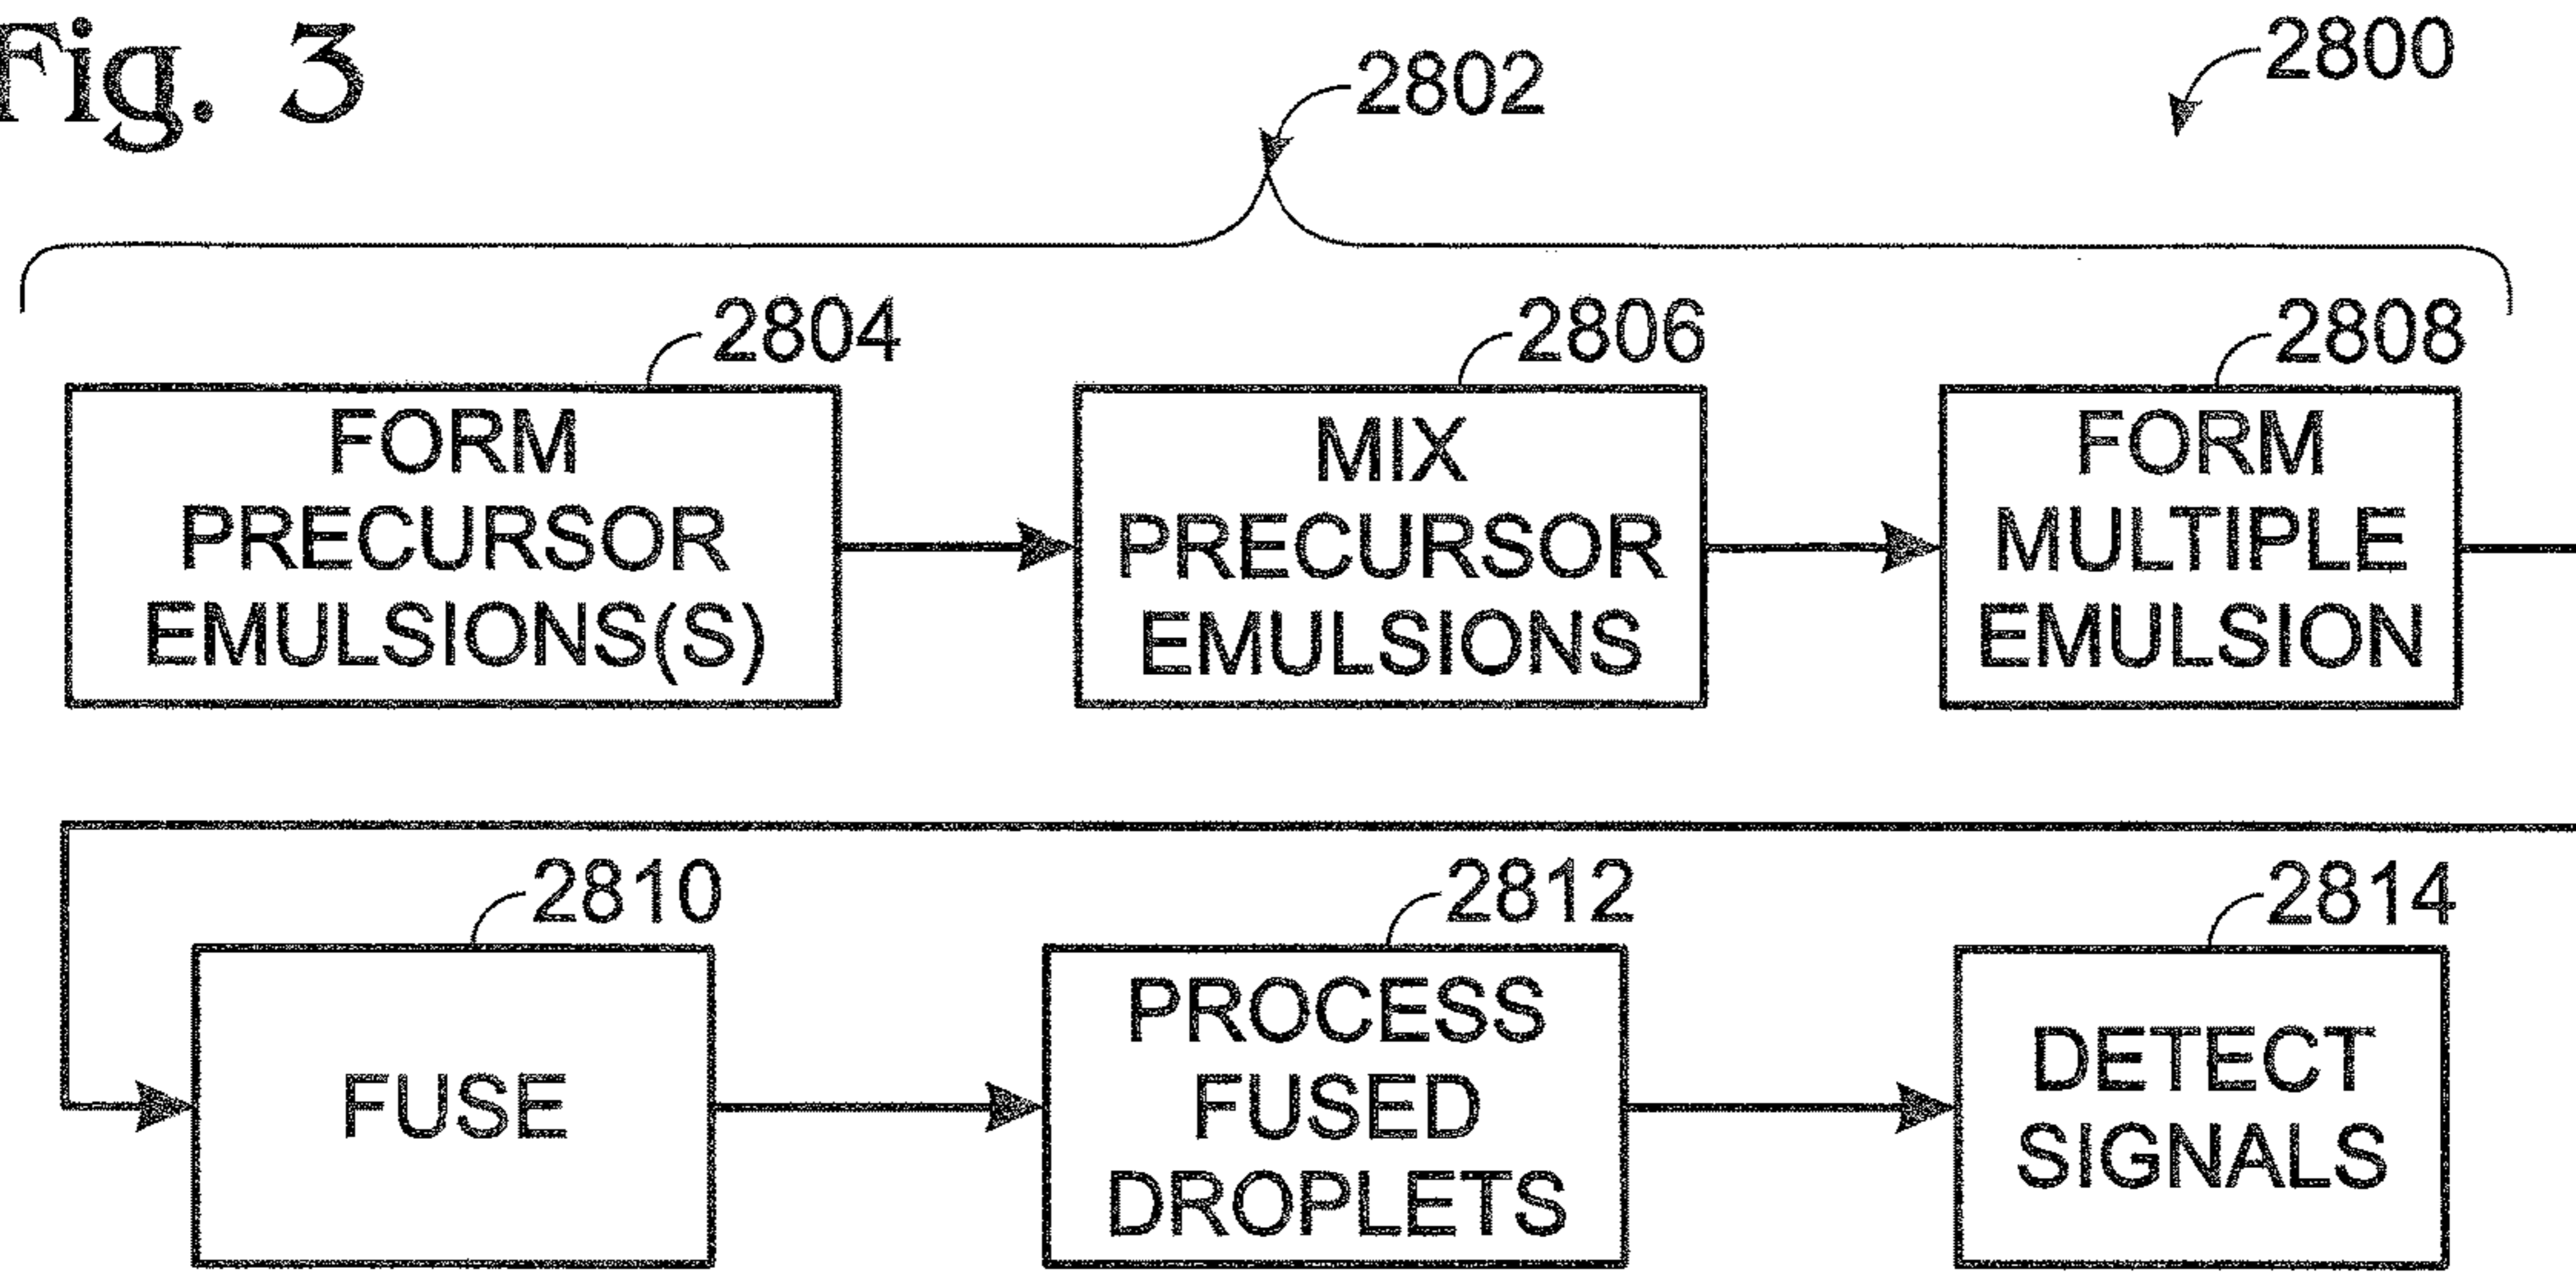 Fig. 3
2800
2802
2804
2806
2808
FORM
PRECURSOR
EMULSIONS(S)
MIX
PRECURSOR
EMULSIONS
FORM
MULTIPLE
EMULSION
2810
2812
2814
FUSE
PROCESS
FUSED
DROPLETS
DETECT
SIGNALS